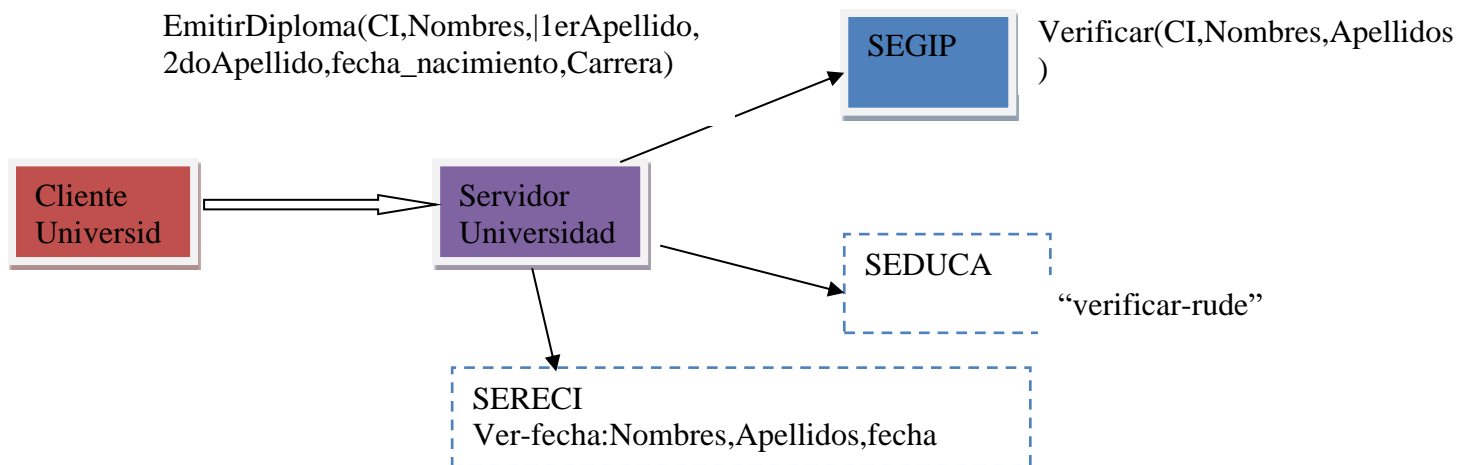 EmitirDiploma(CI,Nombres,|1erApellido,
2doApellido,fecha_nacimiento,Carrera)
SEGIP
Verificar(CI,Nombres,Apellidos
)
Cliente
Universid
Servidor
Universidad
SEDUCA
“verificar-rude”
SERECI
Ver-fecha:Nombres,Apellidos,fecha